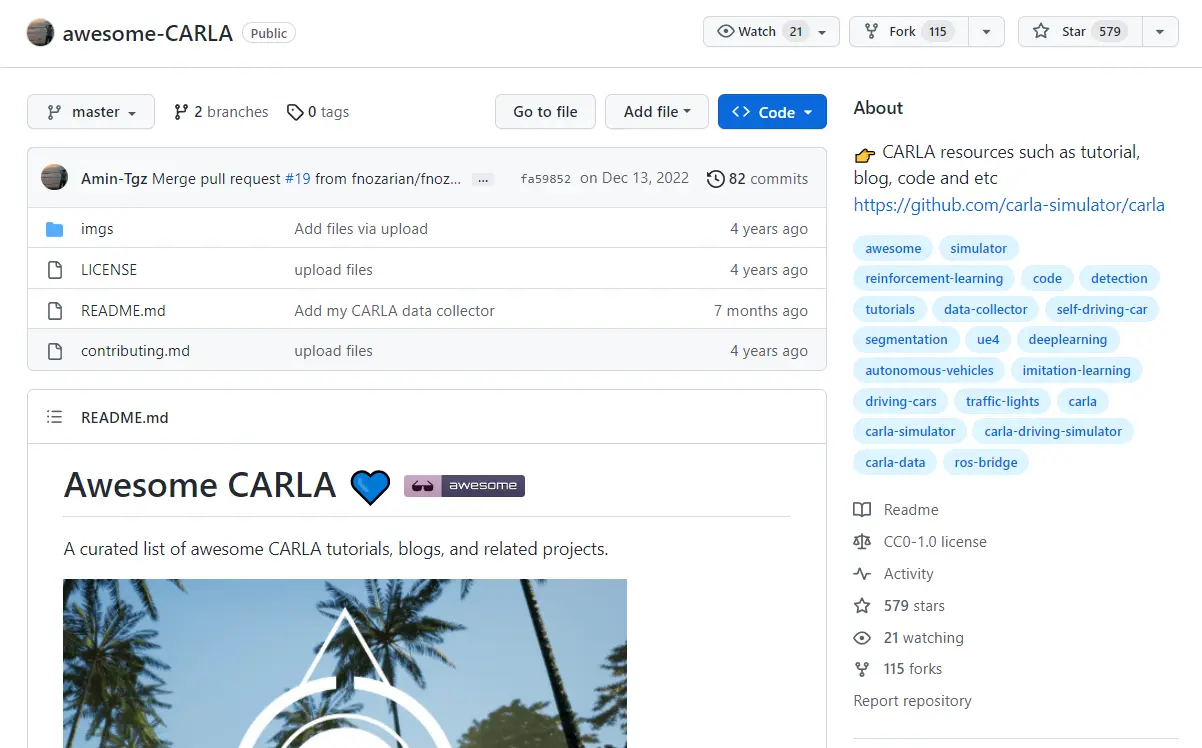 awesome-CARLA Public Watch 21 Fork 115 Star 579
master 2 branches 0 tags Go to file Add file Code
Amin-Tgz Merge pull request #19 from fnozarian/fnoz... ... fa59852 on Dec 13, 2022 82 commits
imgs Add files via upload 4 years ago
LICENSE upload files 4 years ago
README.md Add my CARLA data collector 7 months ago
contributing.md upload files 4 years ago
README.md
Awesome CARLA 💙 awesome
A curated list of awesome CARLA tutorials, blogs, and related projects.
About
👉 CARLA resources such as tutorial,
blog, code and etc
https://github.com/carla-simulator/carla
awesome simulator
reinforcement-learning code detection
tutorials data-collector self-driving-car
segmentation ue4 deeplearning
autonomous-vehicles imitation-learning
driving-cars traffic-lights carla
carla-simulator carla-driving-simulator
carla-data ros-bridge
Readme
CC0-1.0 license
Activity
579 stars
21 watching
115 forks
Report repository